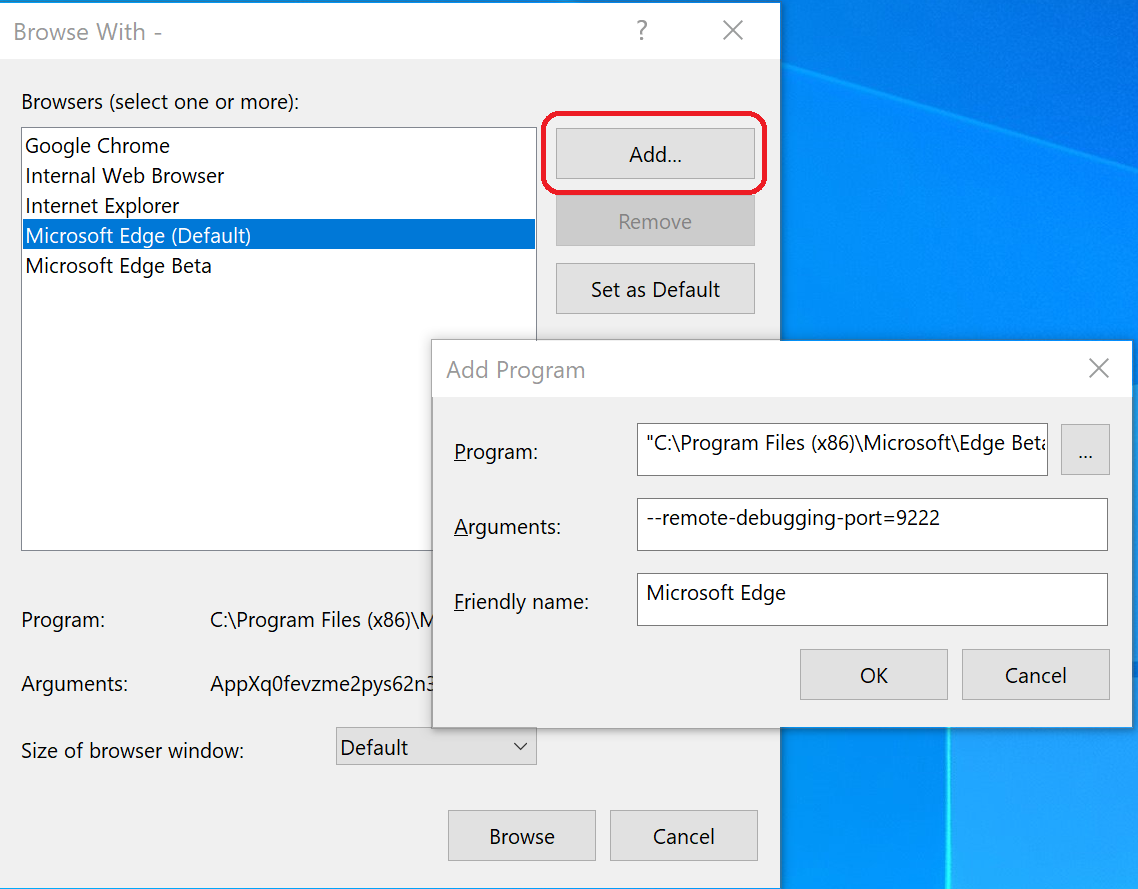 Browse With -
?
Browsers (select one or more):
Google Chrome
Internal Web Browser
Internet Explorer
Microsoft Edge (Default)
Microsoft Edge Beta
Add...
Remove
Set as Default
Add Program
Program:
"C:\Program Files (x86)\Microsoft\Edge Beta
...
Arguments:
--remote-debugging-port=9222
Friendly name:
Microsoft Edge
OK
Cancel
Program:
C:\Program Files (x86)\M
Arguments:
AppXq0fevzme2pys62n3
Size of browser window:
Default
Browse
Cancel